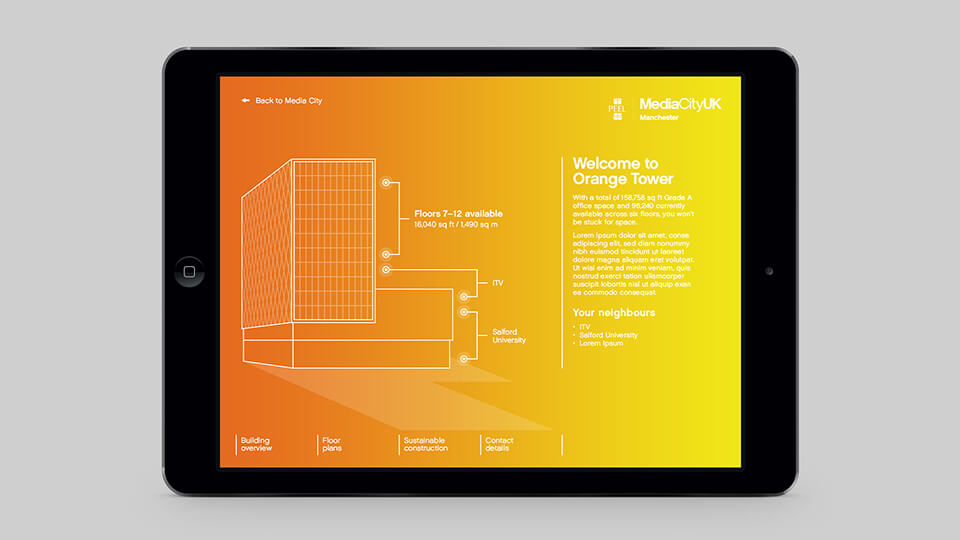 Back to Media City
PEEL
MediaCityUK
Manchester
Floors 7–12 available
16,040 sq ft / 1,490 sq m
ITV
Salford
University
Welcome to
Orange Tower
With a total of 158,758 sq ft Grade A
office space and 96,240 currently
available across six floors, you won't
be stuck for space.
Lorem ipsum dolor sit amet, conse
adipiscing elit, sed diam nonummy
nibh euismod tincidunt ut laoreet
dolore magna aliquam erat volutpat.
Ut wisi enim ad minim veniam, quis
nostrud exerci tation ullamcorper
suscipit lobortis nisl ut aliquip exan
ea commodo consequat.
Your neighbours
• ITV
• Salford University
• Lorem Ipsum
Building
overview
Floor
plans
Sustainable
construction
Contact
details